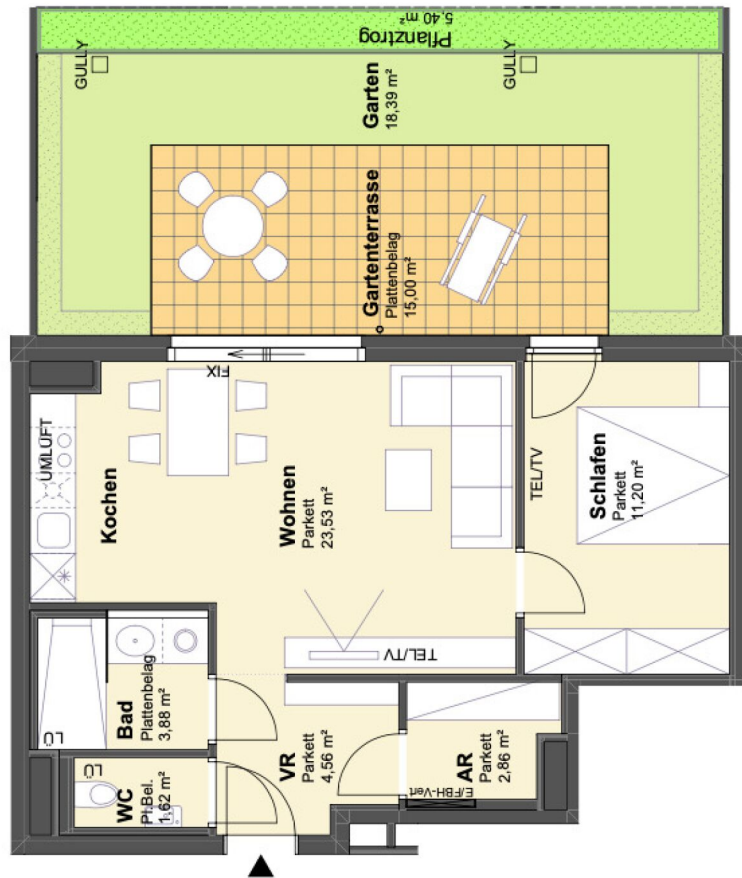 5,40 m²
Pflanztrog
GULLY
GULLY
Garten
18,39 m²
Gartenterrasse
Plattenbelag
15,00 m²
FIX
UMLUFT
Kochen
Wohnen
Parkett
23,53 m²
TEL/TV
Schlafen
Parkett
11,20 m²
TEL/TV
LÜ
Bad
Plattenbelag
3,88 m²
LÜ
WC
Pl.Bel.
1,62 m²
VR
Parkett
4,56 m²
AR
Parkett
2,86 m²
E/FBH-Vert